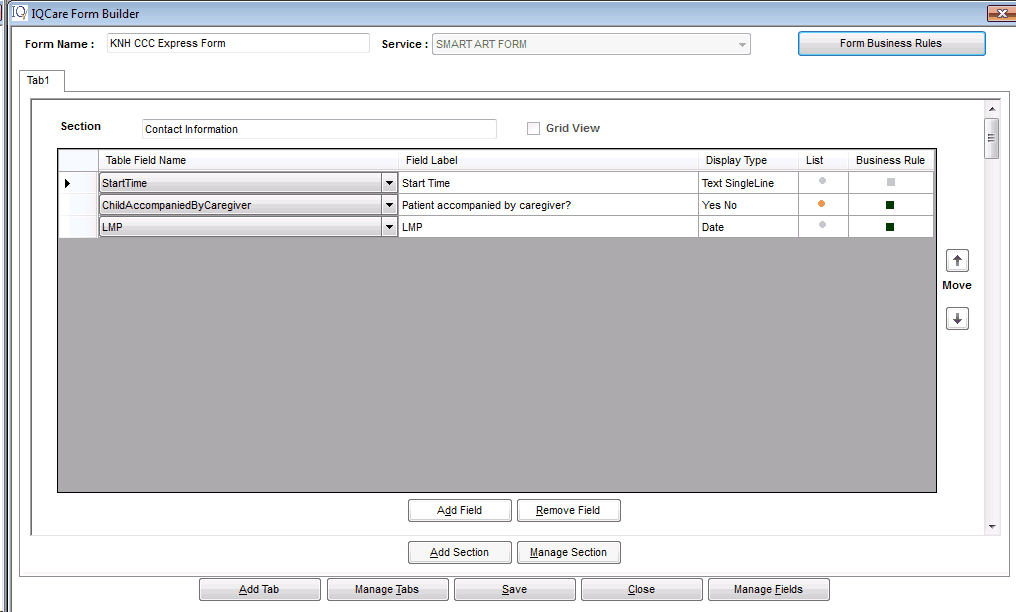 IQ IQCare Form Builder
Form Name : KNH CCC Express Form Service : SMART ART FORM Form Business Rules
Tab1
Section Contact Information Grid View
Table Field Name Field Label Display Type List Business Rule
StartTime Start Time Text SingleLine
ChildAccompaniedByCaregiver Patient accompanied by caregiver? Yes No
LMP LMP Date
Move
Add Field Remove Field
Add Section Manage Section
Add Tab Manage Tabs Save Close Manage Fields